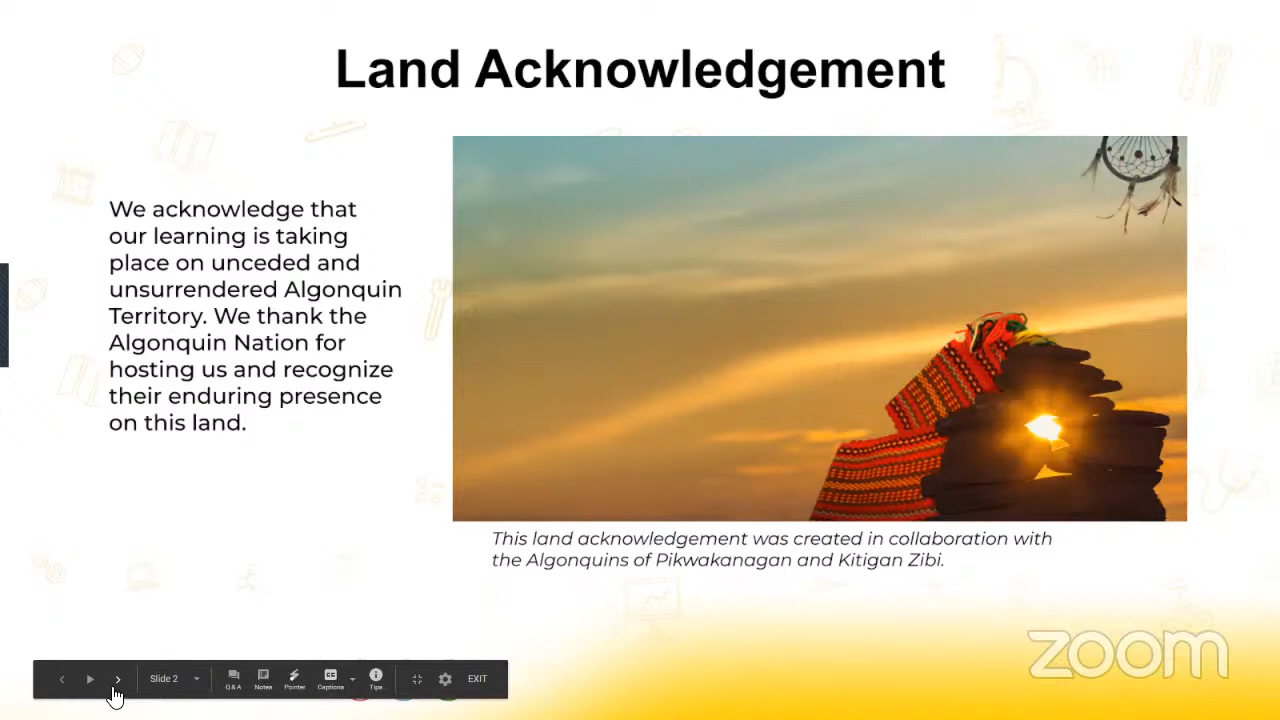 Land Acknowledgement
We acknowledge that
our learning is taking
place on unceded and
unsurrendered Algonquin
Territory. We thank the
Algonquin Nation for
hosting us and recognize
their enduring presence
on this land.
This land acknowledgement was created in collaboration with
the Algonquins of Pikwakanagan and Kitigan Zibi.
zoom
Slide 2
Q & A Notes Pointer Captions Tips
EXIT